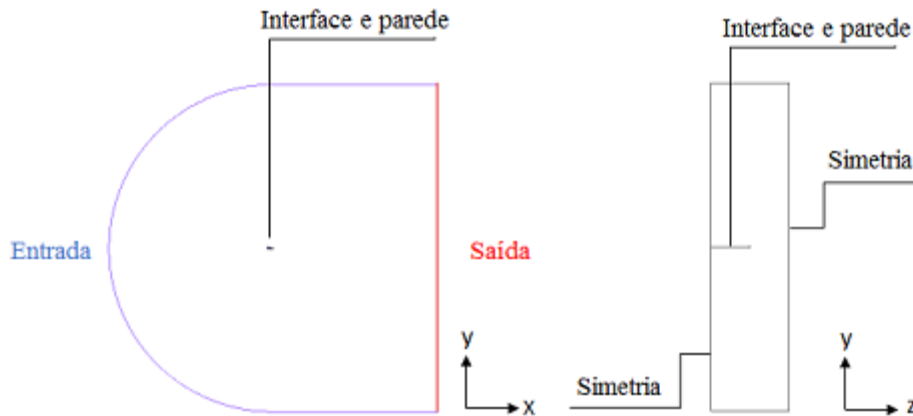 Interface e parede
Entrada
Saída
y
x
Interface e parede
Simetria
Simetria
y
z